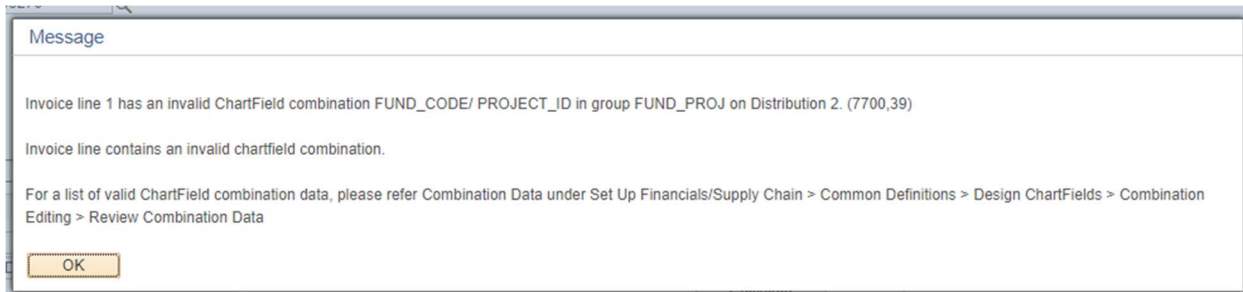 Message
Invoice line 1 has an invalid ChartField combination FUND_CODE/ PROJECT_ID in group FUND_PROJ on Distribution 2. (7700,39)
Invoice line contains an invalid chartfield combination.
For a list of valid ChartField combination data, please refer Combination Data under Set Up Financials/Supply Chain > Common Definitions > Design ChartFields > Combination
Editing > Review Combination Data
OK